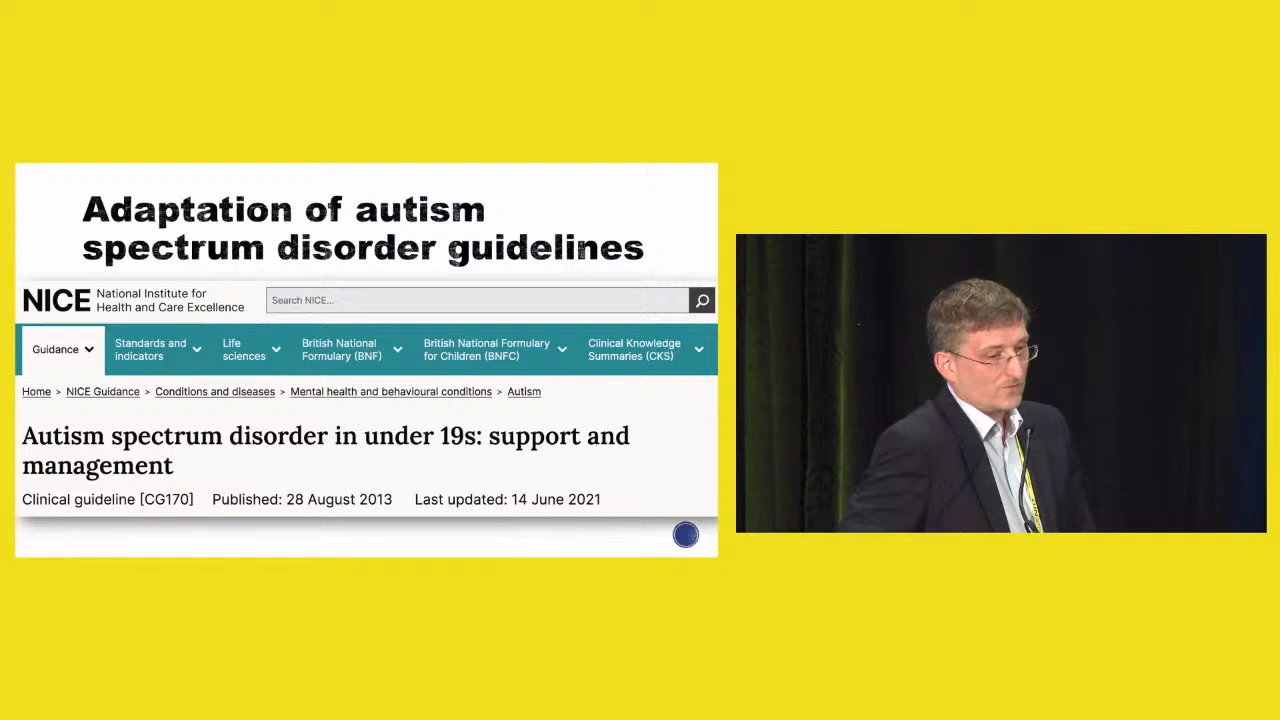 Adaptation of autism
spectrum disorder guidelines
NICE National Institute for
Health and Care Excellence
Search NICE...
Guidance
Standards and
indicators
Life
sciences
British National
Formulary (BNF)
British National Formulary
for Children (BNFC)
Clinical Knowledge
Summaries (CKS)
Home > NICE Guidance > Conditions and diseases > Mental health and behavioural conditions > Autism
Autism spectrum disorder in under 19s: support and
management
Clinical guideline [CG170] Published: 28 August 2013 Last updated: 14 June 2021